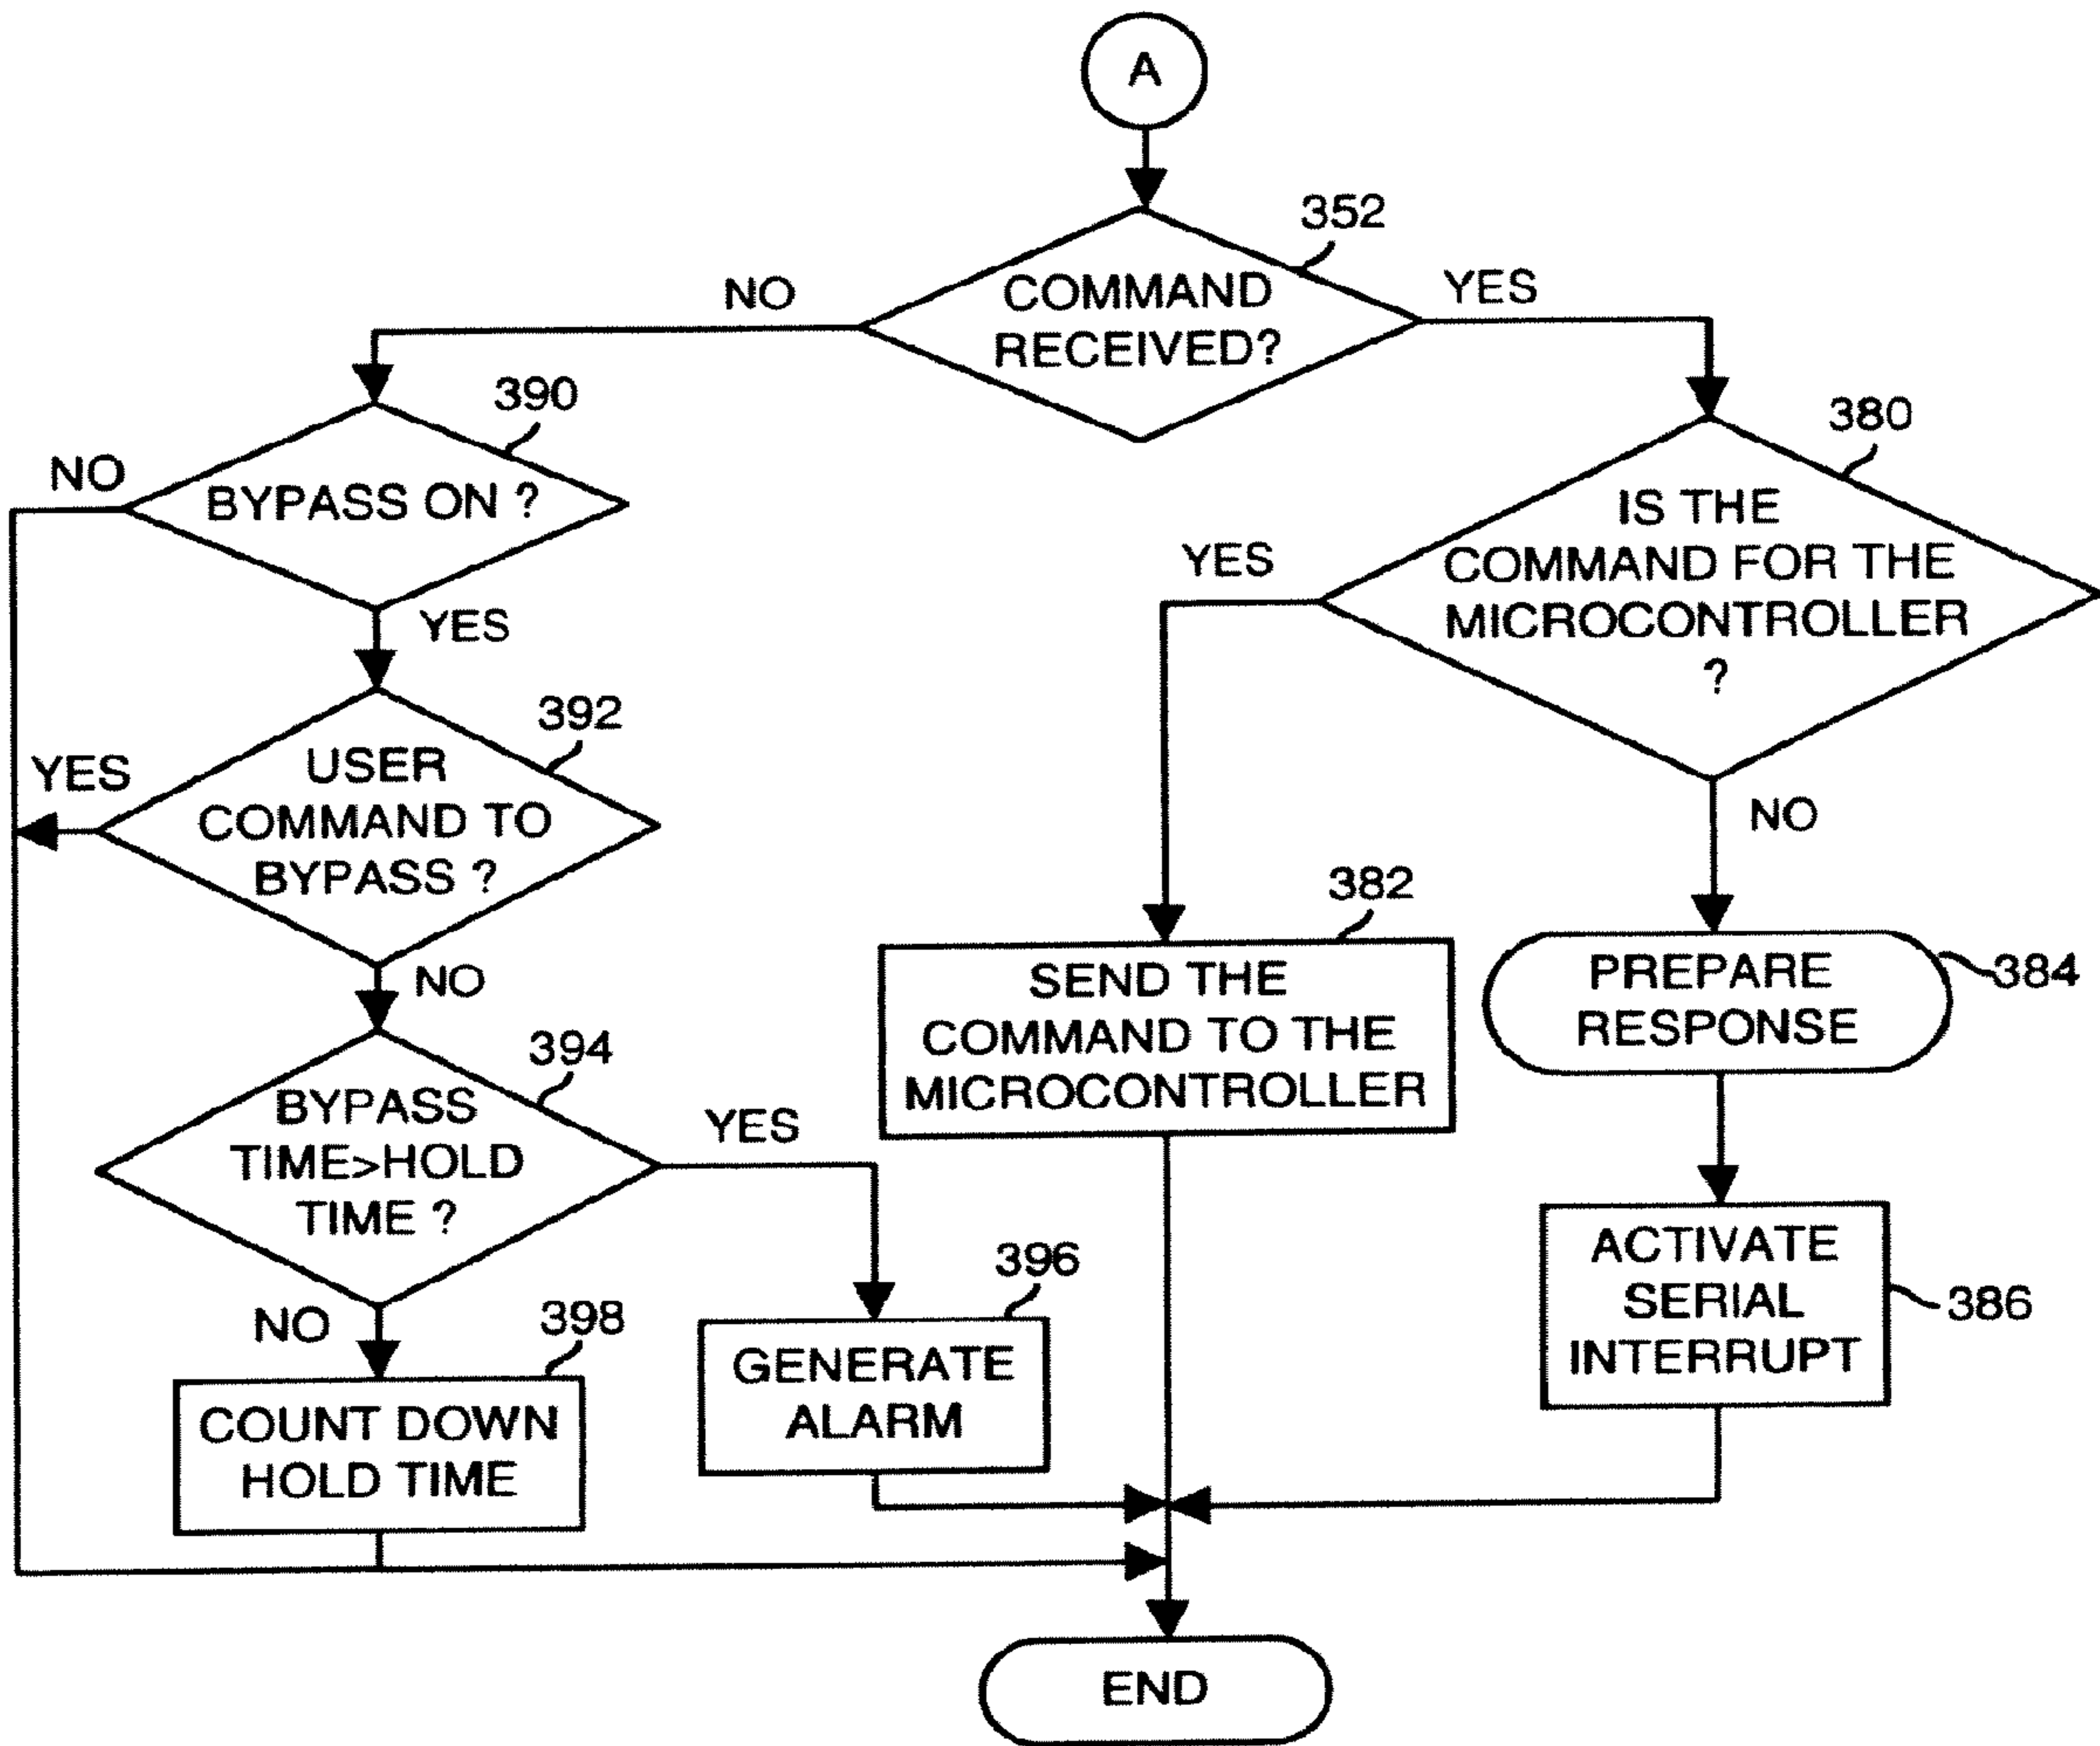 A
352
COMMAND
RECEIVED?
NO
YES
390
BYPASS ON ?
NO
YES
380
IS THE
COMMAND FOR THE
MICROCONTROLLER
?
YES
NO
392
USER
COMMAND TO
BYPASS ?
YES
NO
382
SEND THE
COMMAND TO THE
MICROCONTROLLER
384
PREPARE
RESPONSE
394
BYPASS
TIME>HOLD
TIME ?
YES
NO
386
ACTIVATE
SERIAL
INTERRUPT
396
GENERATE
ALARM
398
COUNT DOWN
HOLD TIME
END